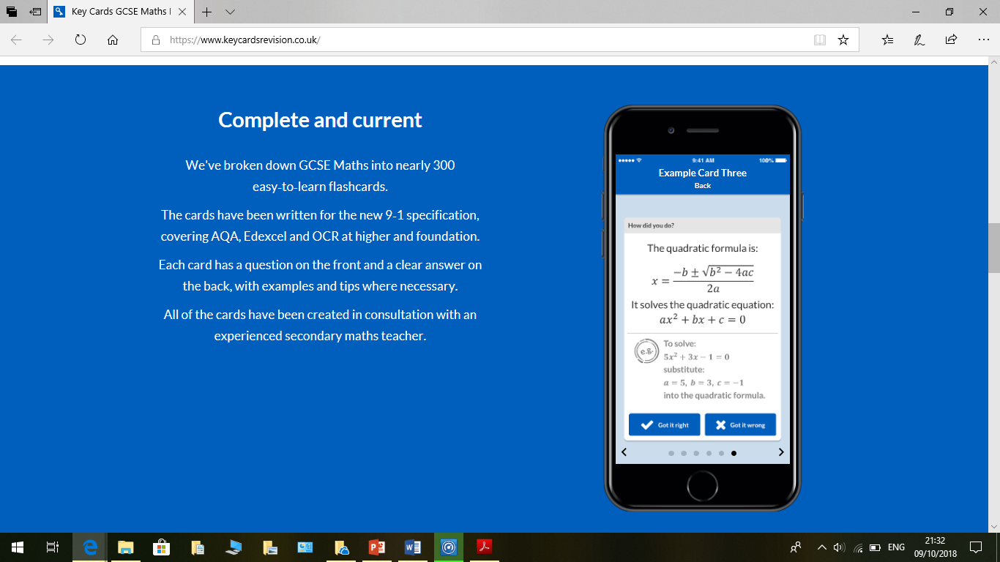 Key Cards GCSE Maths
https://www.keycardsrevision.co.uk/
Complete and current
We've broken down GCSE Maths into nearly 300
easy-to-learn flashcards.
The cards have been written for the new 9-1 specification,
covering AQA, Edexcel and OCR at higher and foundation.
Each card has a question on the front and a clear answer on
the back, with examples and tips where necessary.
All of the cards have been created in consultation with an
experienced secondary maths teacher.
9:41 AM 100%
Example Card Three
Back
How did you do?
The quadratic formula is:
x = (−b ± √(b² − 4ac)) / 2a
It solves the quadratic equation:
ax² + bx + c = 0
e.g.
To solve:
5x² + 3x − 1 = 0
substitute:
a = 5, b = 3, c = −1
into the quadratic formula.
Got it right
Got it wrong
ENG
21:32
09/10/2018